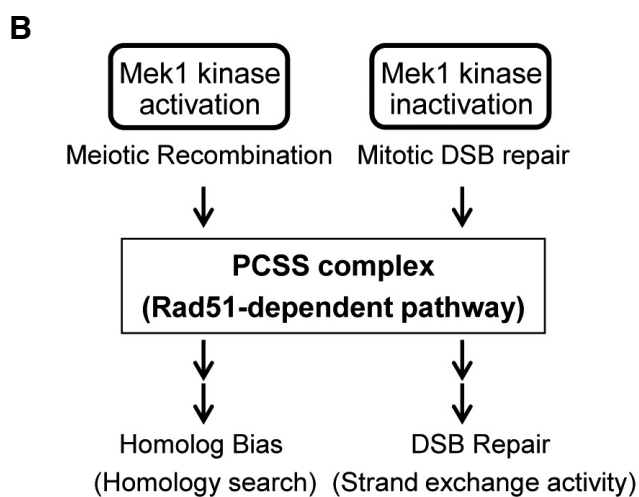 B
Mek1 kinase
activation
Mek1 kinase
inactivation
Meiotic Recombination
Mitotic DSB repair
PCSS complex
(Rad51-dependent pathway)
Homolog Bias
(Homology search)
DSB Repair
(Strand exchange activity)